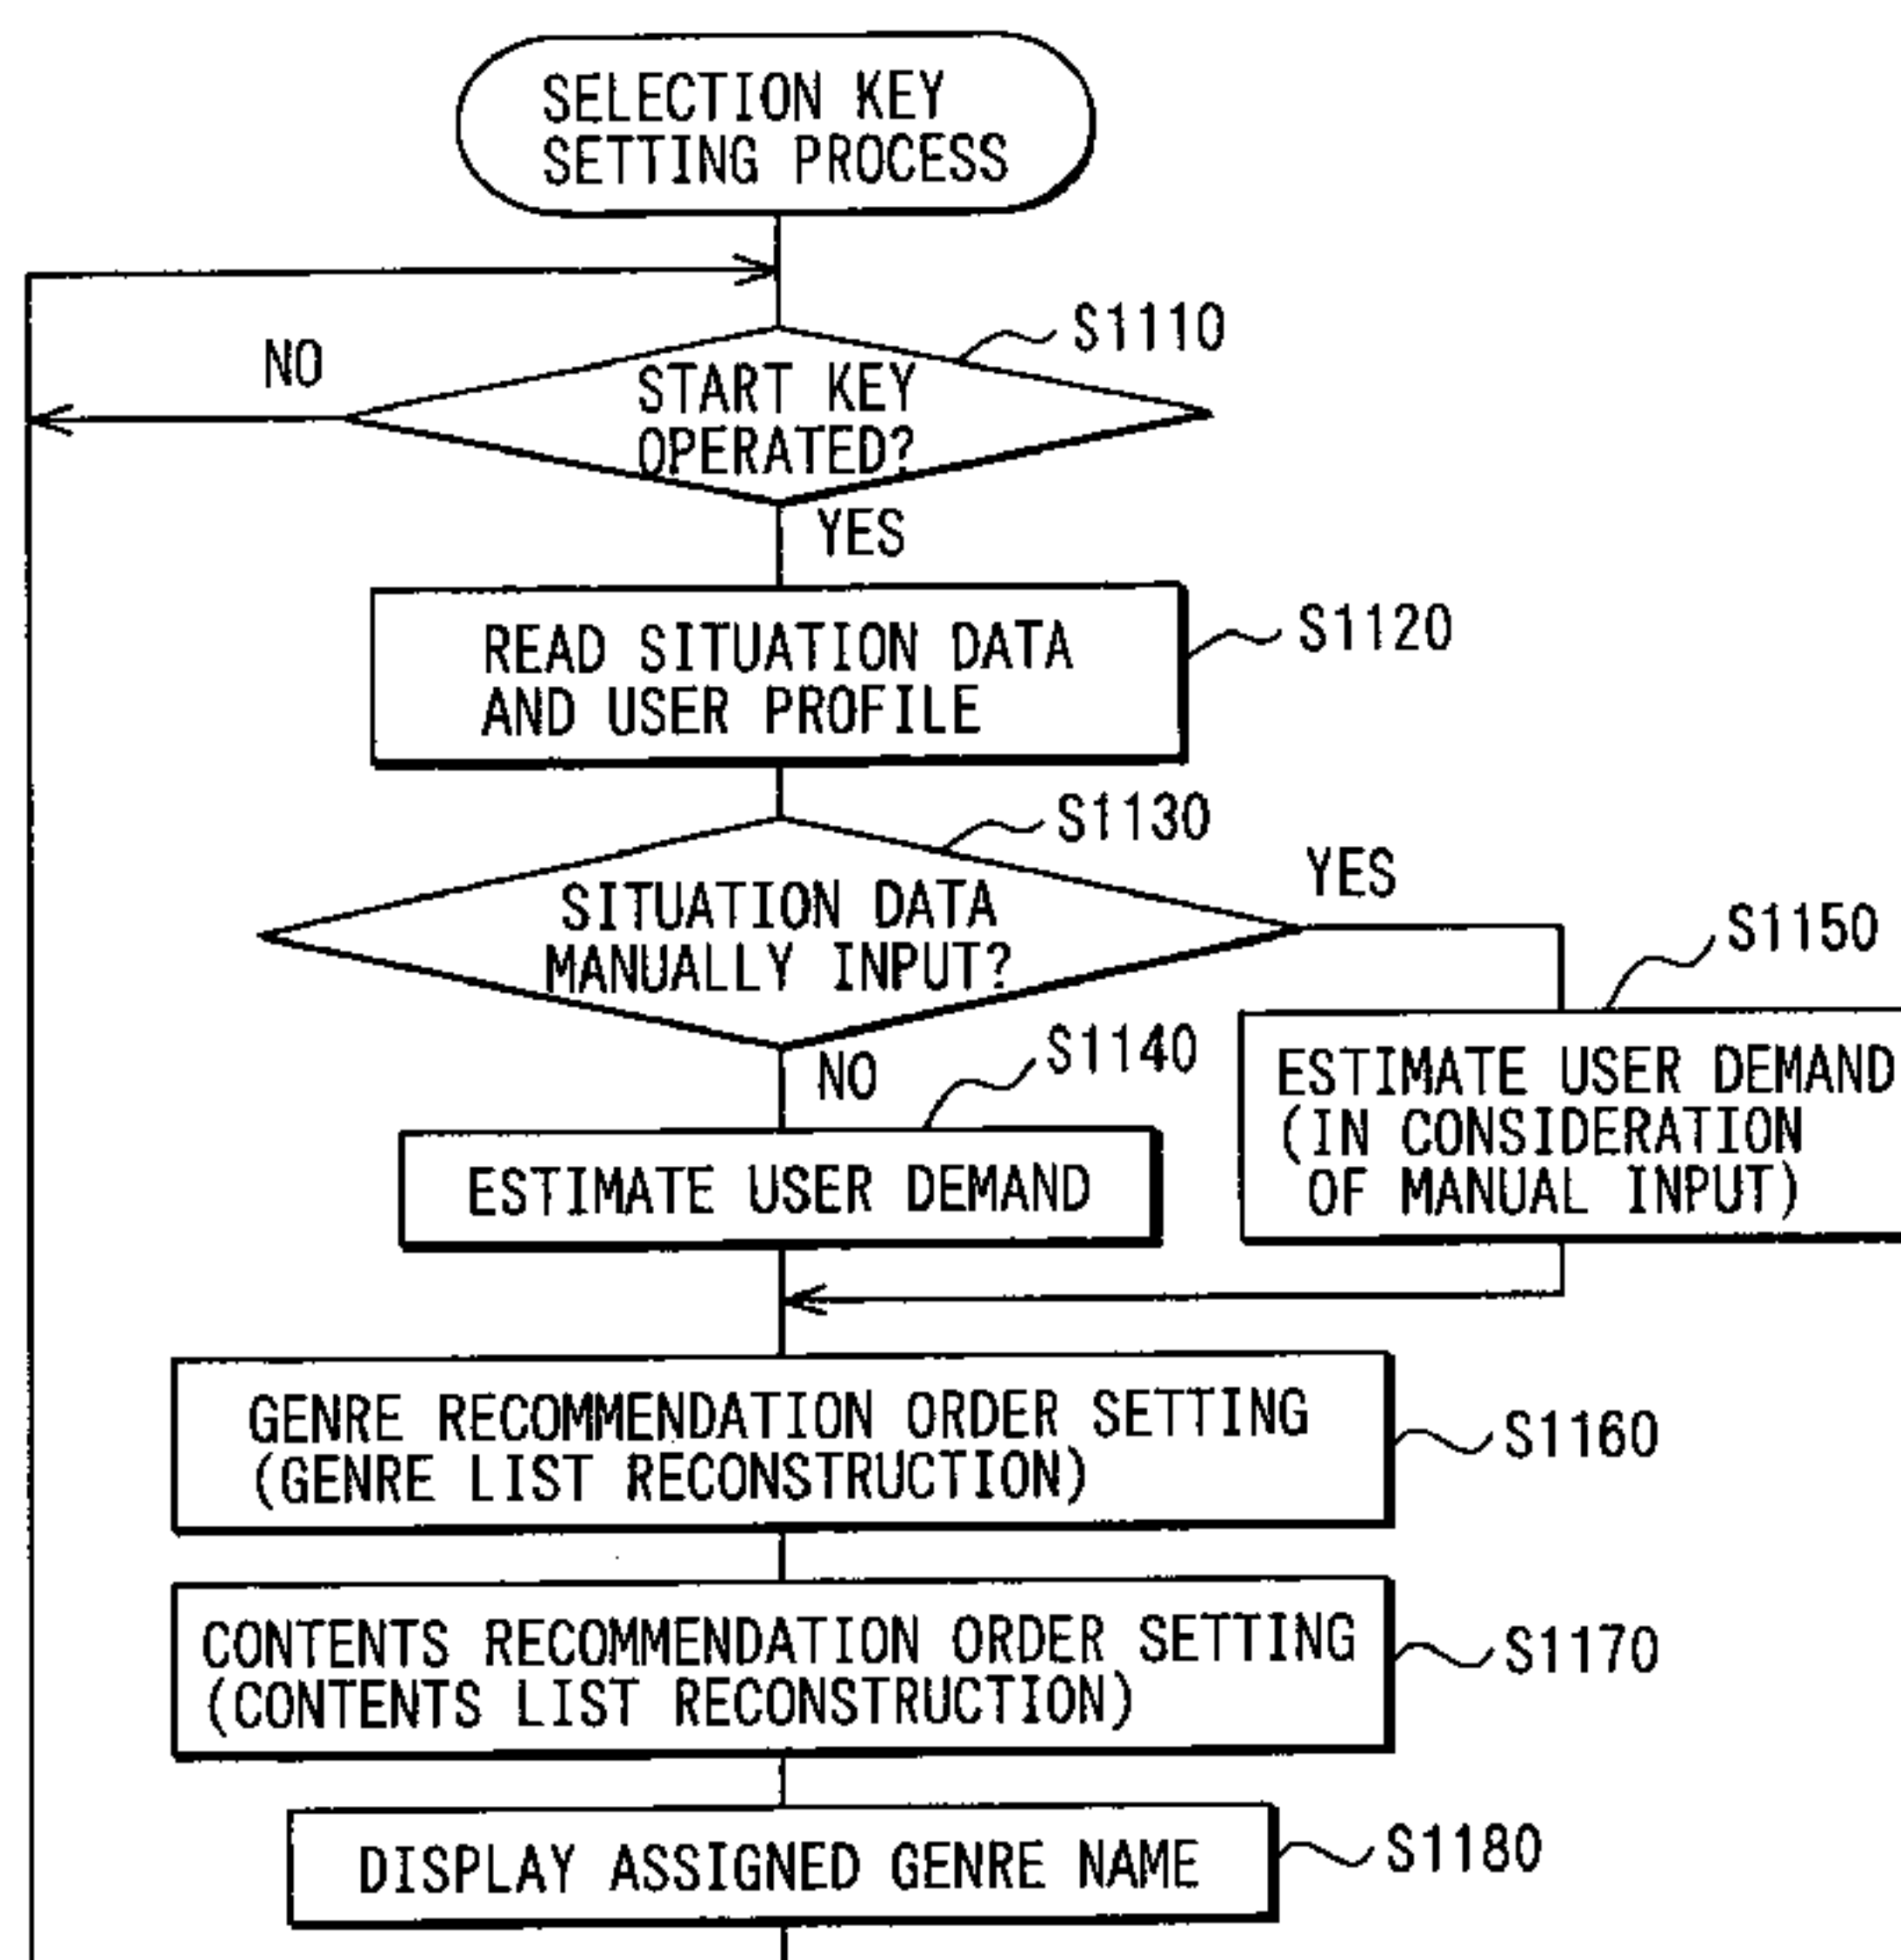 SELECTION KEY
SETTING PROCESS
S1110
NO
START KEY
OPERATED?
YES
READ SITUATION DATA
AND USER PROFILE
S1120
S1130
SITUATION DATA
MANUALLY INPUT?
YES
S1150
NO
S1140
ESTIMATE USER DEMAND
(IN CONSIDERATION
OF MANUAL INPUT)
ESTIMATE USER DEMAND
GENRE RECOMMENDATION ORDER SETTING
(GENRE LIST RECONSTRUCTION)
S1160
CONTENTS RECOMMENDATION ORDER SETTING
(CONTENTS LIST RECONSTRUCTION)
S1170
DISPLAY ASSIGNED GENRE NAME
S1180